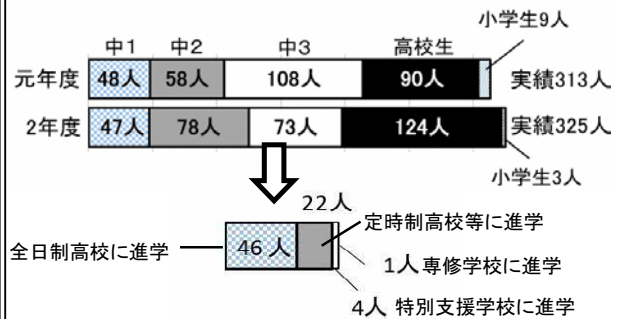 小学生9人
中1 中2 中3 高校生
元年度 48人 58人 108人 90人 実績313人
2年度 47人 78人 73人 124人 実績325人
小学生3人
22人
定時制高校等に進学
全日制高校に進学 46人
1人専修学校に進学
4人 特別支援学校に進学